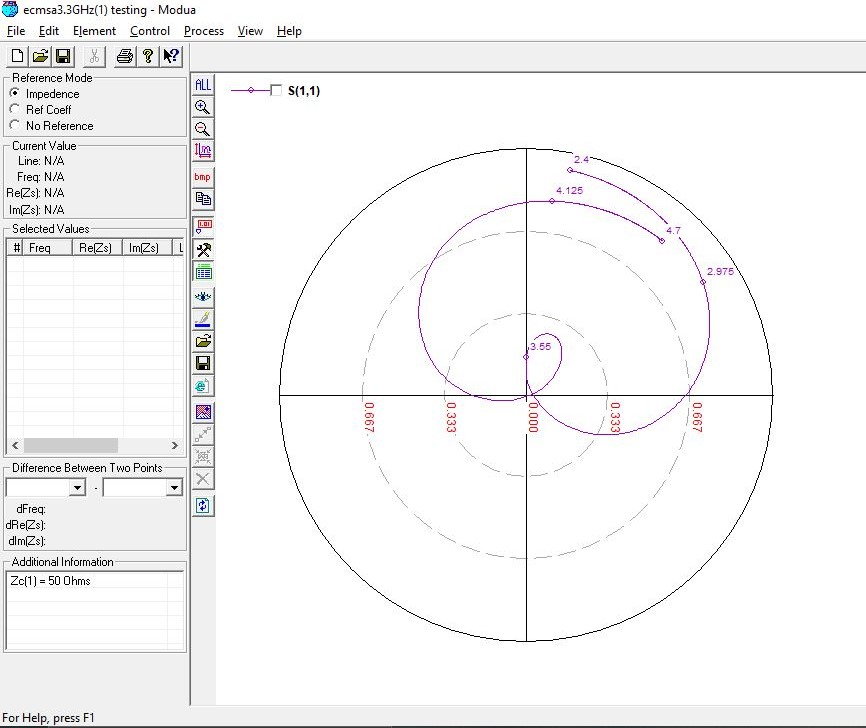 ecmsa3.3GHz(1) testing - Modua
File Edit Element Control Process View Help
Reference Mode
Impedence
Ref Coeff
No Reference
Current Value
Line: N/A
Freq: N/A
Re(Zs): N/A
Im(Zs): N/A
Selected Values
# Freq Re(Zs) Im(Zs) L
Difference Between Two Points
-
dFreq:
dRe(Zs):
dIm(Zs):
Additional Information
Zc(1) = 50 Ohms
ALL
bmp
S(1,1)
2.4
4.125
4.7
2.975
3.55
0.667
0.333
0.000
0.333
0.667
For Help, press F1